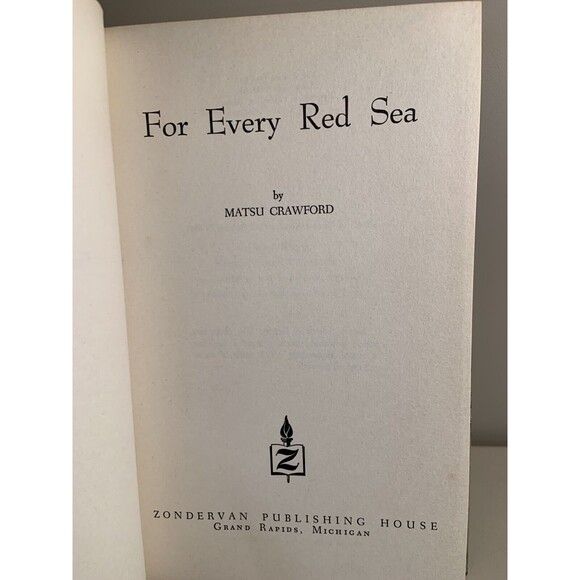 For Every Red Sea
by
MATSU CRAWFORD
Z
ZONDERVAN PUBLISHING HOUSE
GRAND RAPIDS, MICHIGAN